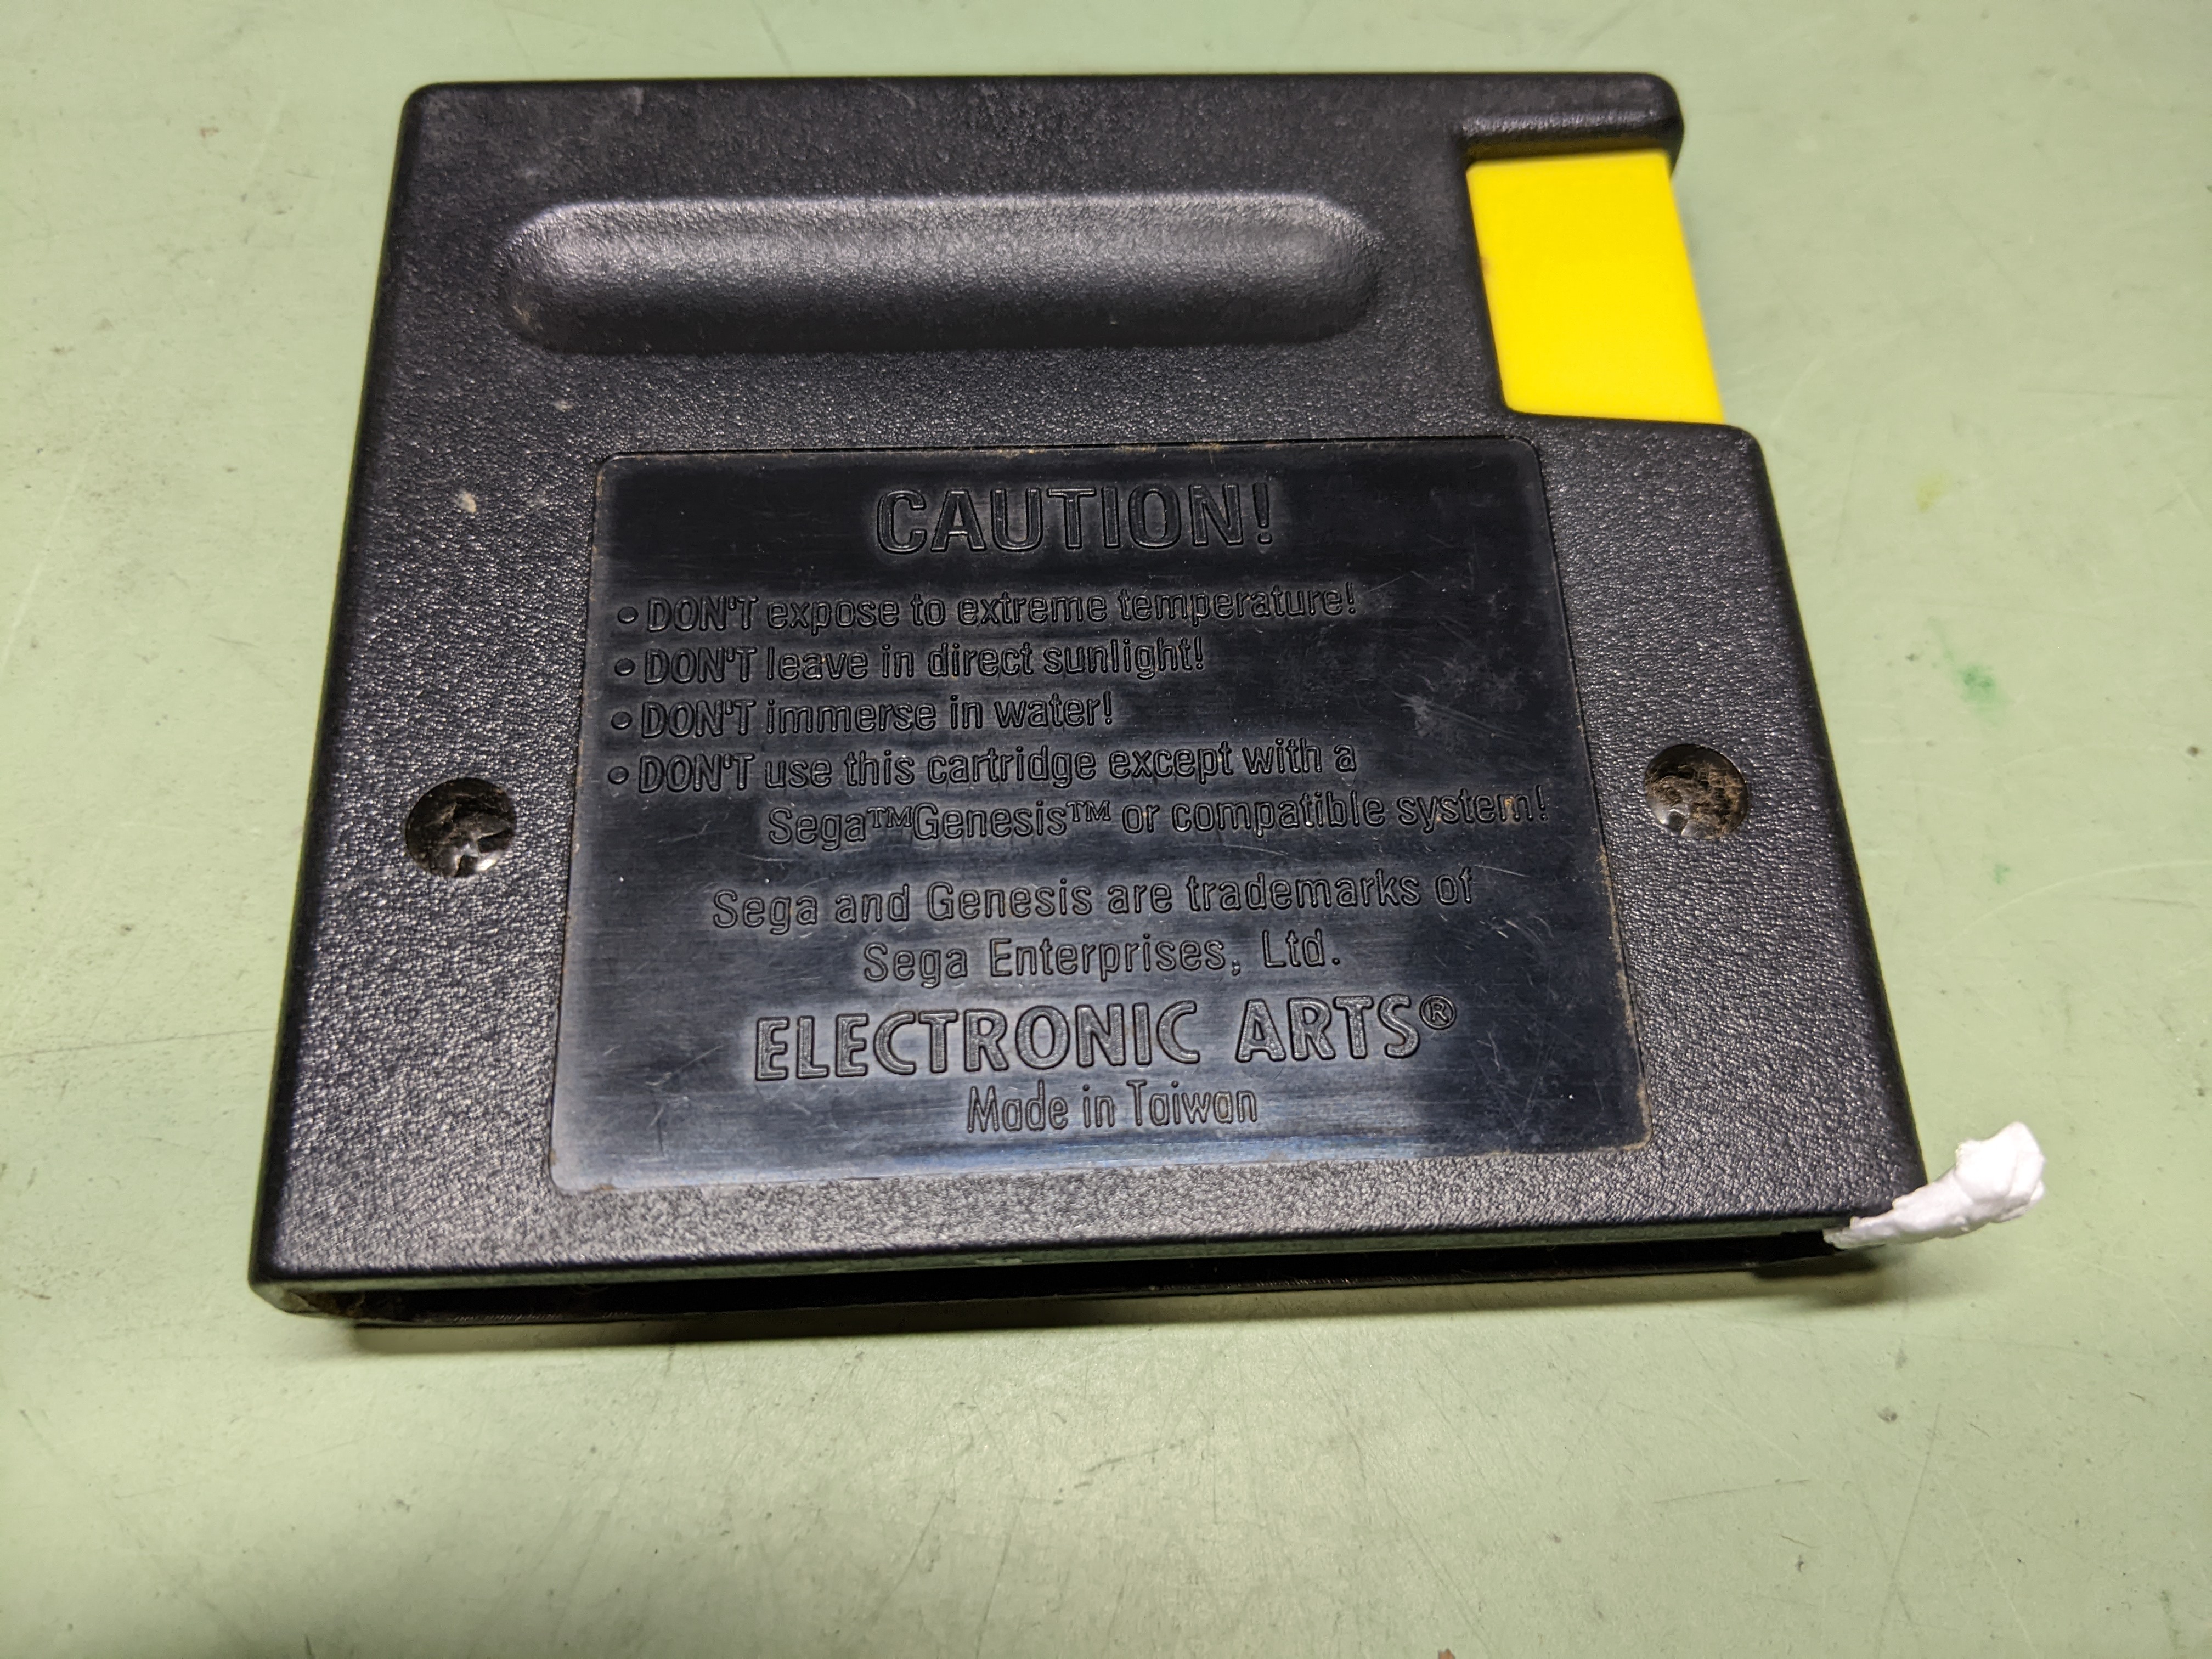 CAUTION!
• DON'T expose to extreme temperature!
• DON'T leave in direct sunlight!
• DON'T immerse in water!
• DON'T use this cartridge except with a
Sega™Genesis™ or compatible system!
Sega and Genesis are trademarks of
Sega Enterprises, Ltd.
ELECTRONIC ARTS®
Made in Taiwan